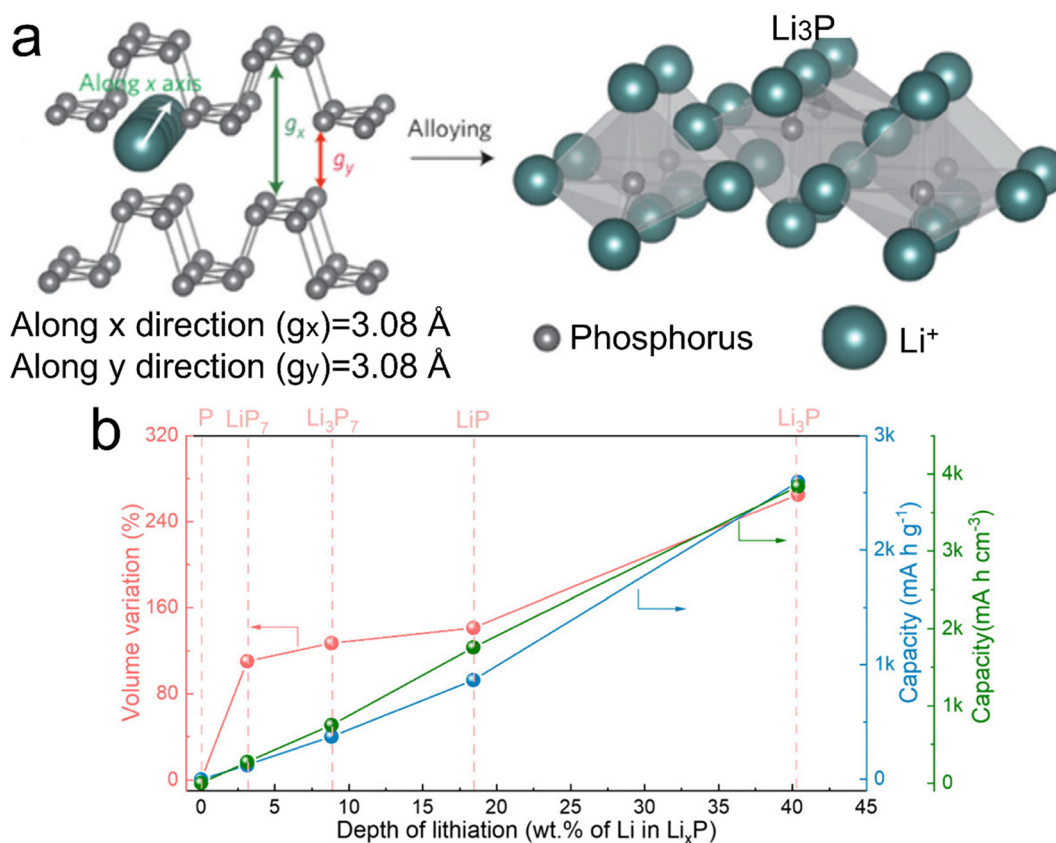 a
Li₃P
Along x axis
gₓ
g_y
Alloying
Along x direction (gₓ)=3.08 Å
Along y direction (g_y)=3.08 Å
Phosphorus
Li⁺
b
P LiP₇ Li₃P₇ LiP Li₃P
320
240
160
80
0
Volume variation (%)
3k
2k
1k
0
Capacity (mA h g⁻¹)
4k
3k
2k
1k
0
Capacity(mA h cm⁻³)
0 5 10 15 20 25 30 35 40 45
Depth of lithiation (wt.% of Li in LiₓP)